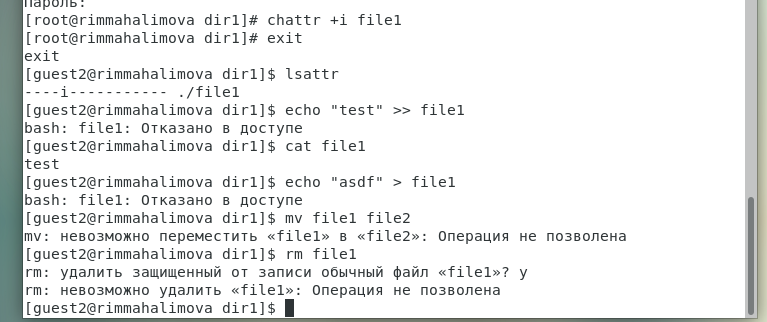 Пароль:
[root@rimmahalimova dir1]# chattr +i file1
[root@rimmahalimova dir1]# exit
exit
[guest2@rimmahalimova dir1]$ lsattr
----i----------- ./file1
[guest2@rimmahalimova dir1]$ echo "test" >> file1
bash: file1: Отказано в доступе
[guest2@rimmahalimova dir1]$ cat file1
test
[guest2@rimmahalimova dir1]$ echo "asdf" > file1
bash: file1: Отказано в доступе
[guest2@rimmahalimova dir1]$ mv file1 file2
mv: невозможно переместить «file1» в «file2»: Операция не позволена
[guest2@rimmahalimova dir1]$ rm file1
rm: удалить защищенный от записи обычный файл «file1»? y
rm: невозможно удалить «file1»: Операция не позволена
[guest2@rimmahalimova dir1]$